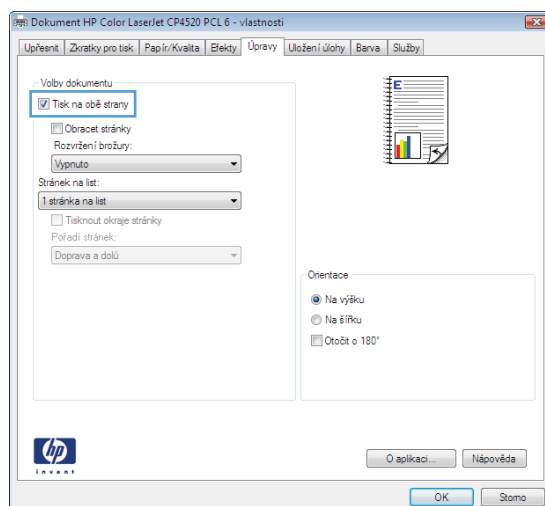 Dokument HP Color LaserJet CP4520 PCL 6 - vlastnosti
Upřesnit Zkratky pro tisk Papír/Kvalita Efekty Úpravy Uložení úlohy Barva Služby
Volby dokumentu
Tisk na obě strany
Obracet stránky
Rozvržení brožury:
Vypnuto
Stránek na list:
1 stránka na list
Tisknout okraje stránky
Pořadí stránek:
Doprava a dolů
E
Orientace
Na výšku
Na šířku
Otočit o 180°
hp
invent
O aplikaci... Nápověda
OK Storno